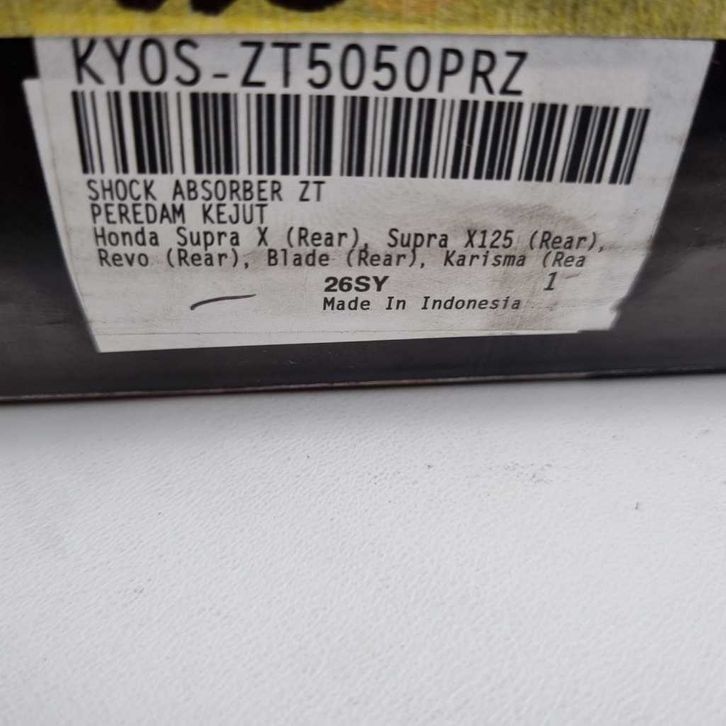 KYOS-ZT5050PRZ
SHOCK ABSORBER ZT
PEREDAM KEJUT
Honda Supra X (Rear), Supra X125 (Rear),
Revo (Rear), Blade (Rear), Karisma (Rea
26SY 1
Made In Indonesia